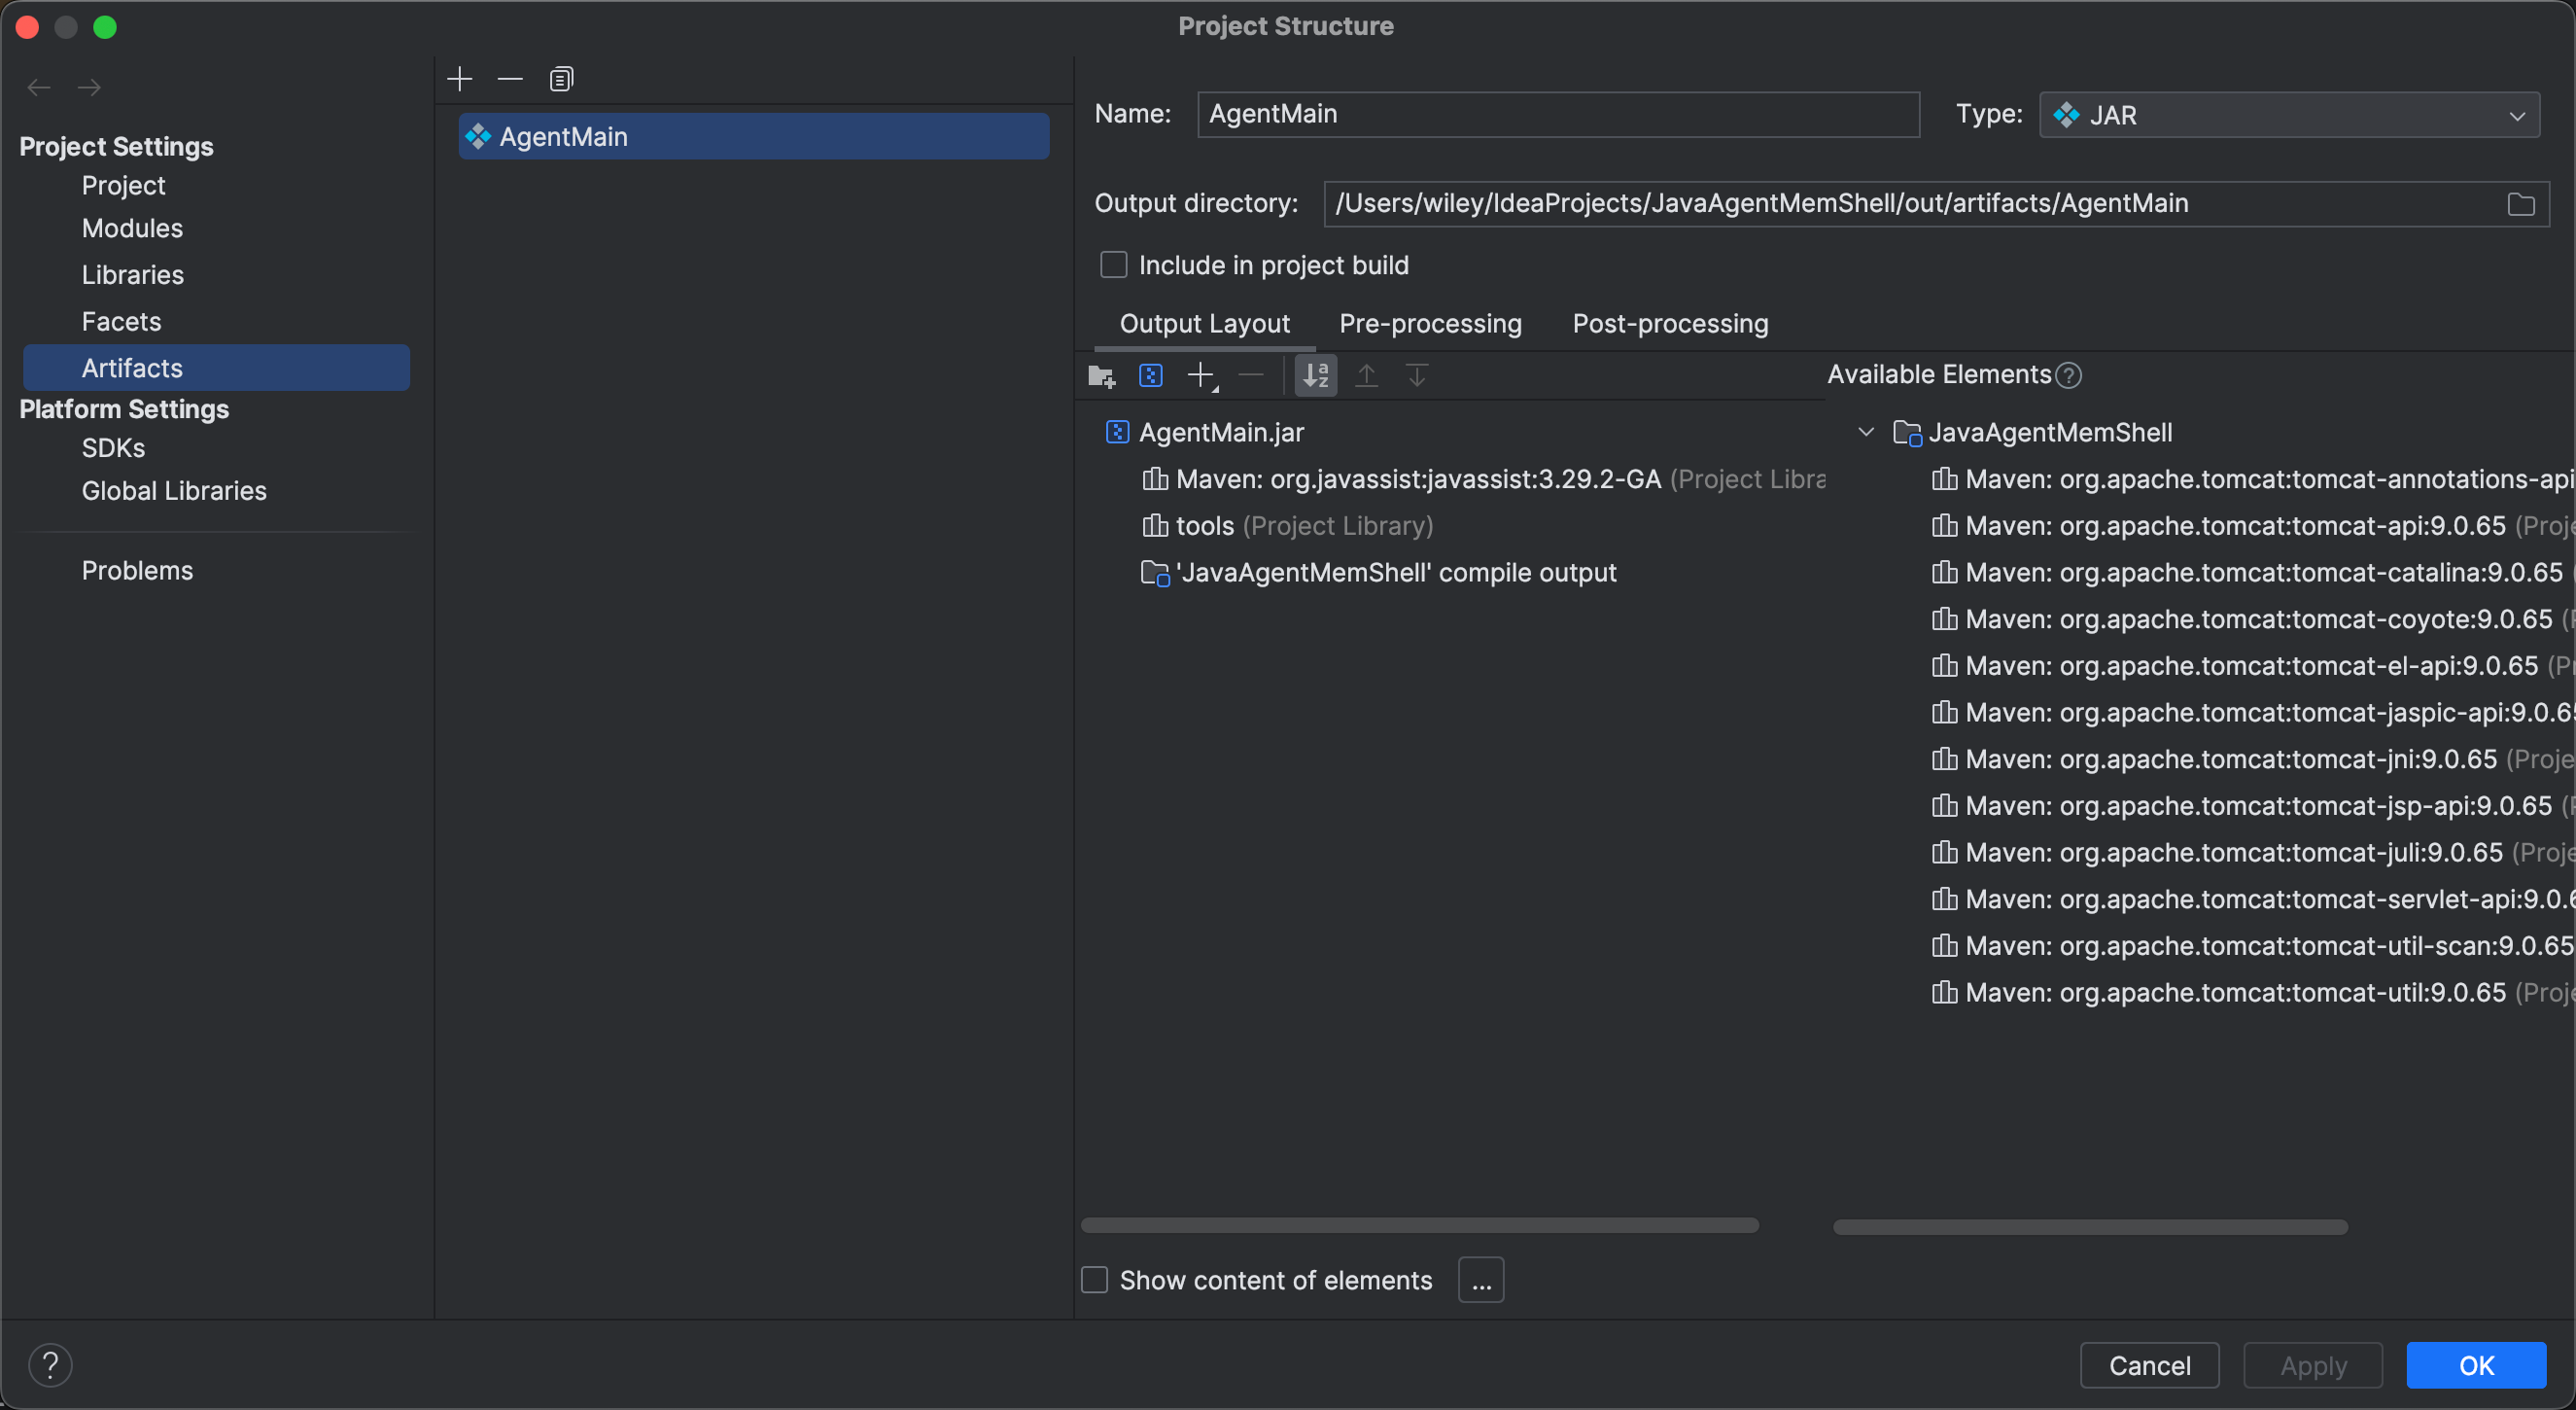 Project Structure
Project Settings
Project
Modules
Libraries
Facets
Artifacts
Platform Settings
SDKs
Global Libraries
Problems
AgentMain
Name: AgentMain Type: JAR
Output directory: /Users/wiley/IdeaProjects/JavaAgentMemShell/out/artifacts/AgentMain
Include in project build
Output Layout Pre-processing Post-processing
AgentMain.jar
Maven: org.javassist:javassist:3.29.2-GA (Project Libra
tools (Project Library)
'JavaAgentMemShell' compile output
Available Elements ?
JavaAgentMemShell
Maven: org.apache.tomcat:tomcat-annotations-api
Maven: org.apache.tomcat:tomcat-api:9.0.65 (Proje
Maven: org.apache.tomcat:tomcat-catalina:9.0.65 (
Maven: org.apache.tomcat:tomcat-coyote:9.0.65 (P
Maven: org.apache.tomcat:tomcat-el-api:9.0.65 (Pr
Maven: org.apache.tomcat:tomcat-jaspic-api:9.0.65
Maven: org.apache.tomcat:tomcat-jni:9.0.65 (Proje
Maven: org.apache.tomcat:tomcat-jsp-api:9.0.65 (P
Maven: org.apache.tomcat:tomcat-juli:9.0.65 (Proje
Maven: org.apache.tomcat:tomcat-servlet-api:9.0.6
Maven: org.apache.tomcat:tomcat-util-scan:9.0.65
Maven: org.apache.tomcat:tomcat-util:9.0.65 (Proje
Show content of elements ...
? Cancel Apply OK